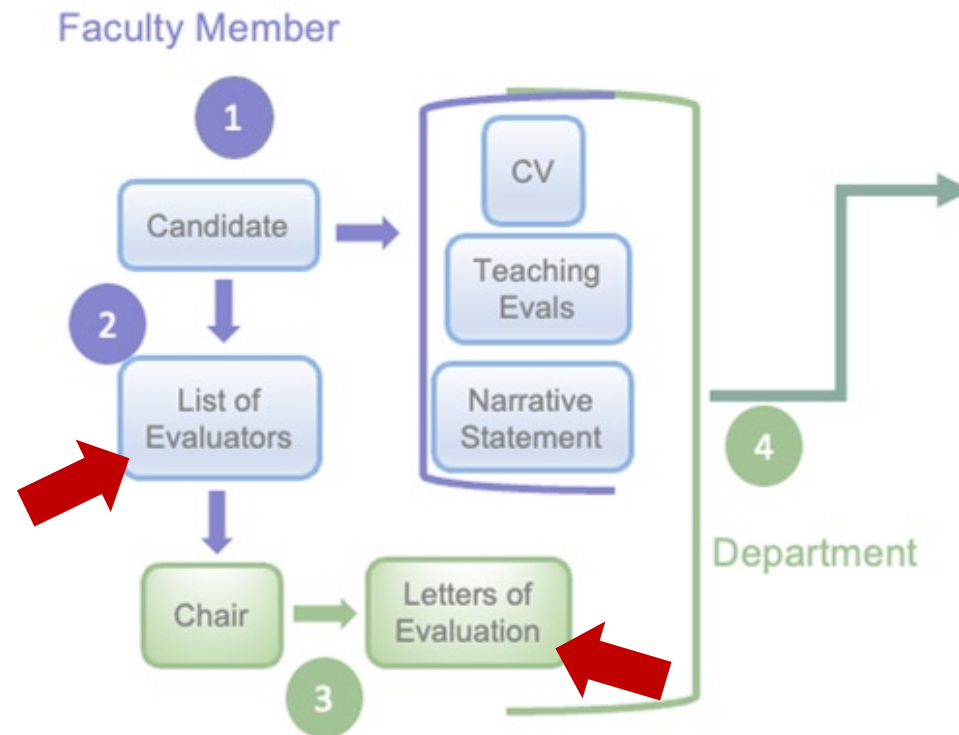 Faculty Member
1
CV
Candidate
Teaching
Evals
2
List of
Evaluators
Narrative
Statement
4
Department
Chair
Letters of
Evaluation
3